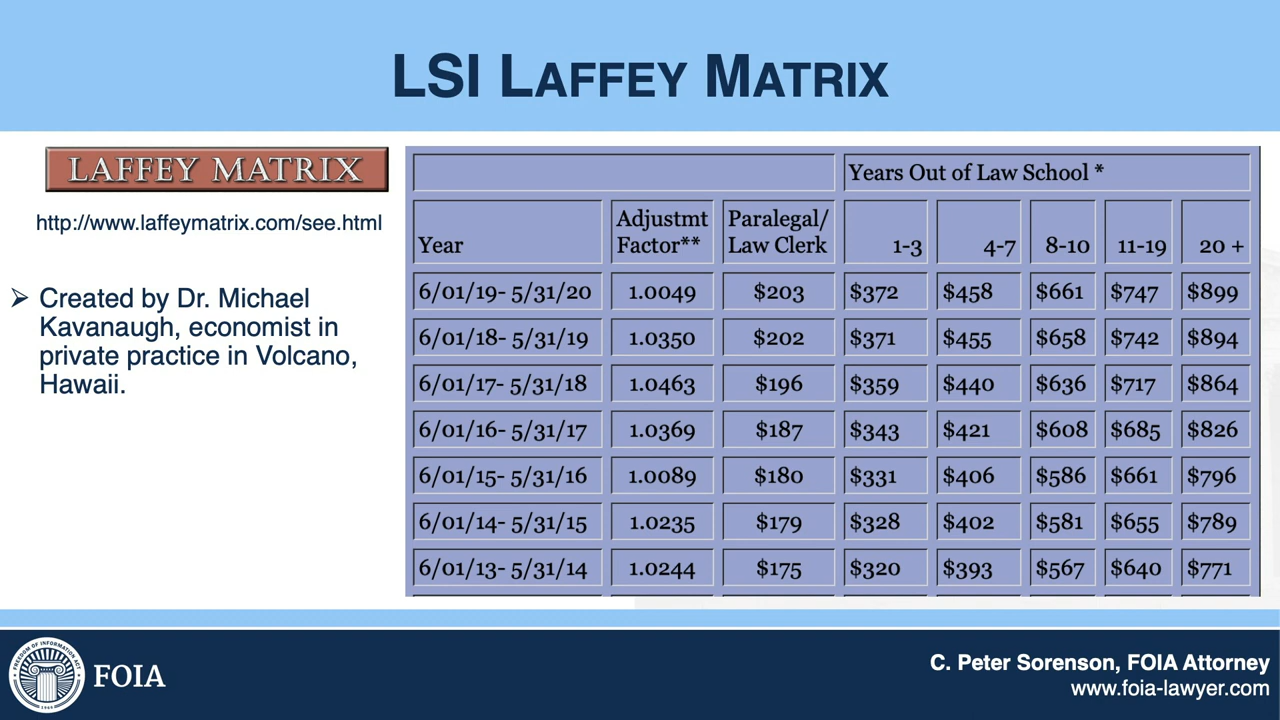 LSI LAFFEY MATRIX
LAFFEY MATRIX
http://www.laffeymatrix.com/see.html
➢ Created by Dr. Michael
Kavanaugh, economist in
private practice in Volcano,
Hawaii.
Years Out of Law School *
Year Adjustmt Factor** Paralegal/ Law Clerk 1-3 4-7 8-10 11-19 20 +
6/01/19- 5/31/20 1.0049 $203 $372 $458 $661 $747 $899
6/01/18- 5/31/19 1.0350 $202 $371 $455 $658 $742 $894
6/01/17- 5/31/18 1.0463 $196 $359 $440 $636 $717 $864
6/01/16- 5/31/17 1.0369 $187 $343 $421 $608 $685 $826
6/01/15- 5/31/16 1.0089 $180 $331 $406 $586 $661 $796
6/01/14- 5/31/15 1.0235 $179 $328 $402 $581 $655 $789
6/01/13- 5/31/14 1.0244 $175 $320 $393 $567 $640 $771
FREEDOM OF INFORMATION ACT
FOIA
C. Peter Sorenson, FOIA Attorney
www.foia-lawyer.com